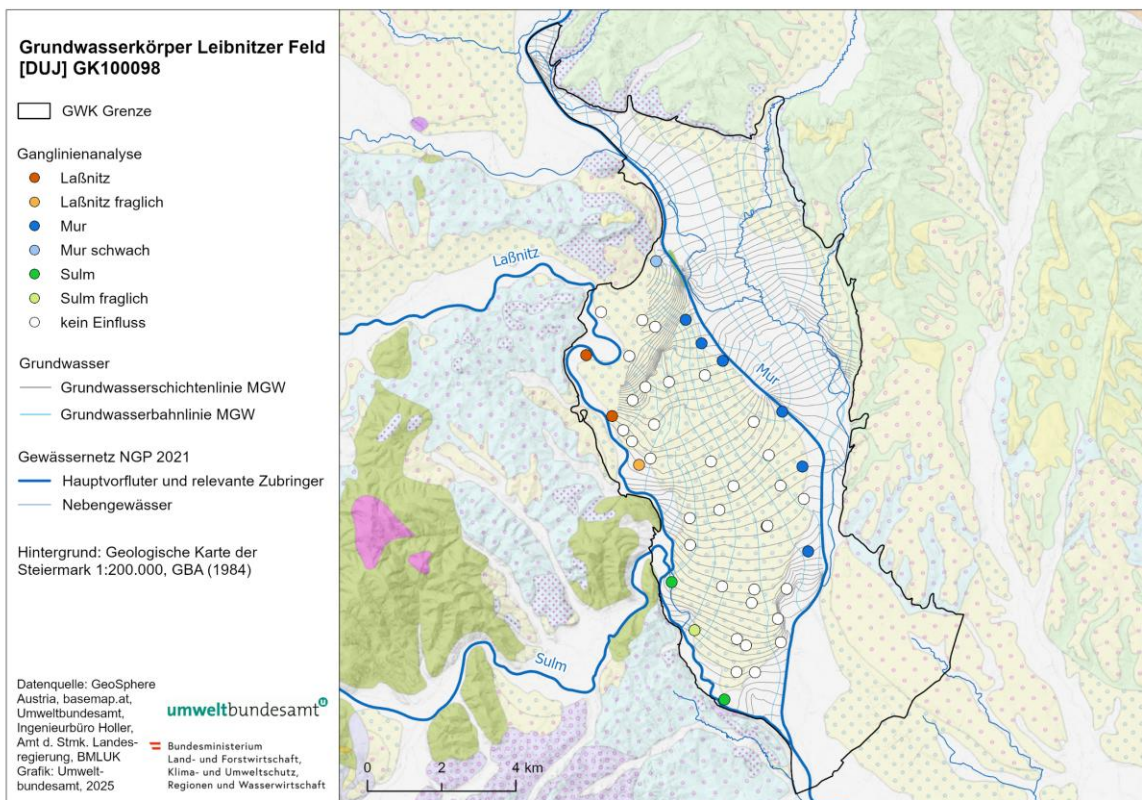 Grundwasserkörper Leibnitzer Feld
[DUJ] GK100098
GWK Grenze
Ganglinienanalyse
Laßnitz
Laßnitz fraglich
Mur
Mur schwach
Sulm
Sulm fraglich
kein Einfluss
Grundwasser
Grundwasserschichtenlinie MGW
Grundwasserbahnlinie MGW
Gewässernetz NGP 2021
Hauptvorfluter und relevante Zubringer
Nebengewässer
Hintergrund: Geologische Karte der
Steiermark 1:200.000, GBA (1984)
Datenquelle: GeoSphere
Austria, basemap.at,
Umweltbundesamt,
Ingenieurbüro Holler,
Amt d. Stmk. Landes-
regierung, BMLUK
Grafik: Umwelt-
bundesamt, 2025
umweltbundesamt
Bundesministerium
Land- und Forstwirtschaft,
Klima- und Umweltschutz,
Regionen und Wasserwirtschaft
Laßnitz
Mur
Sulm
0 2 4 km